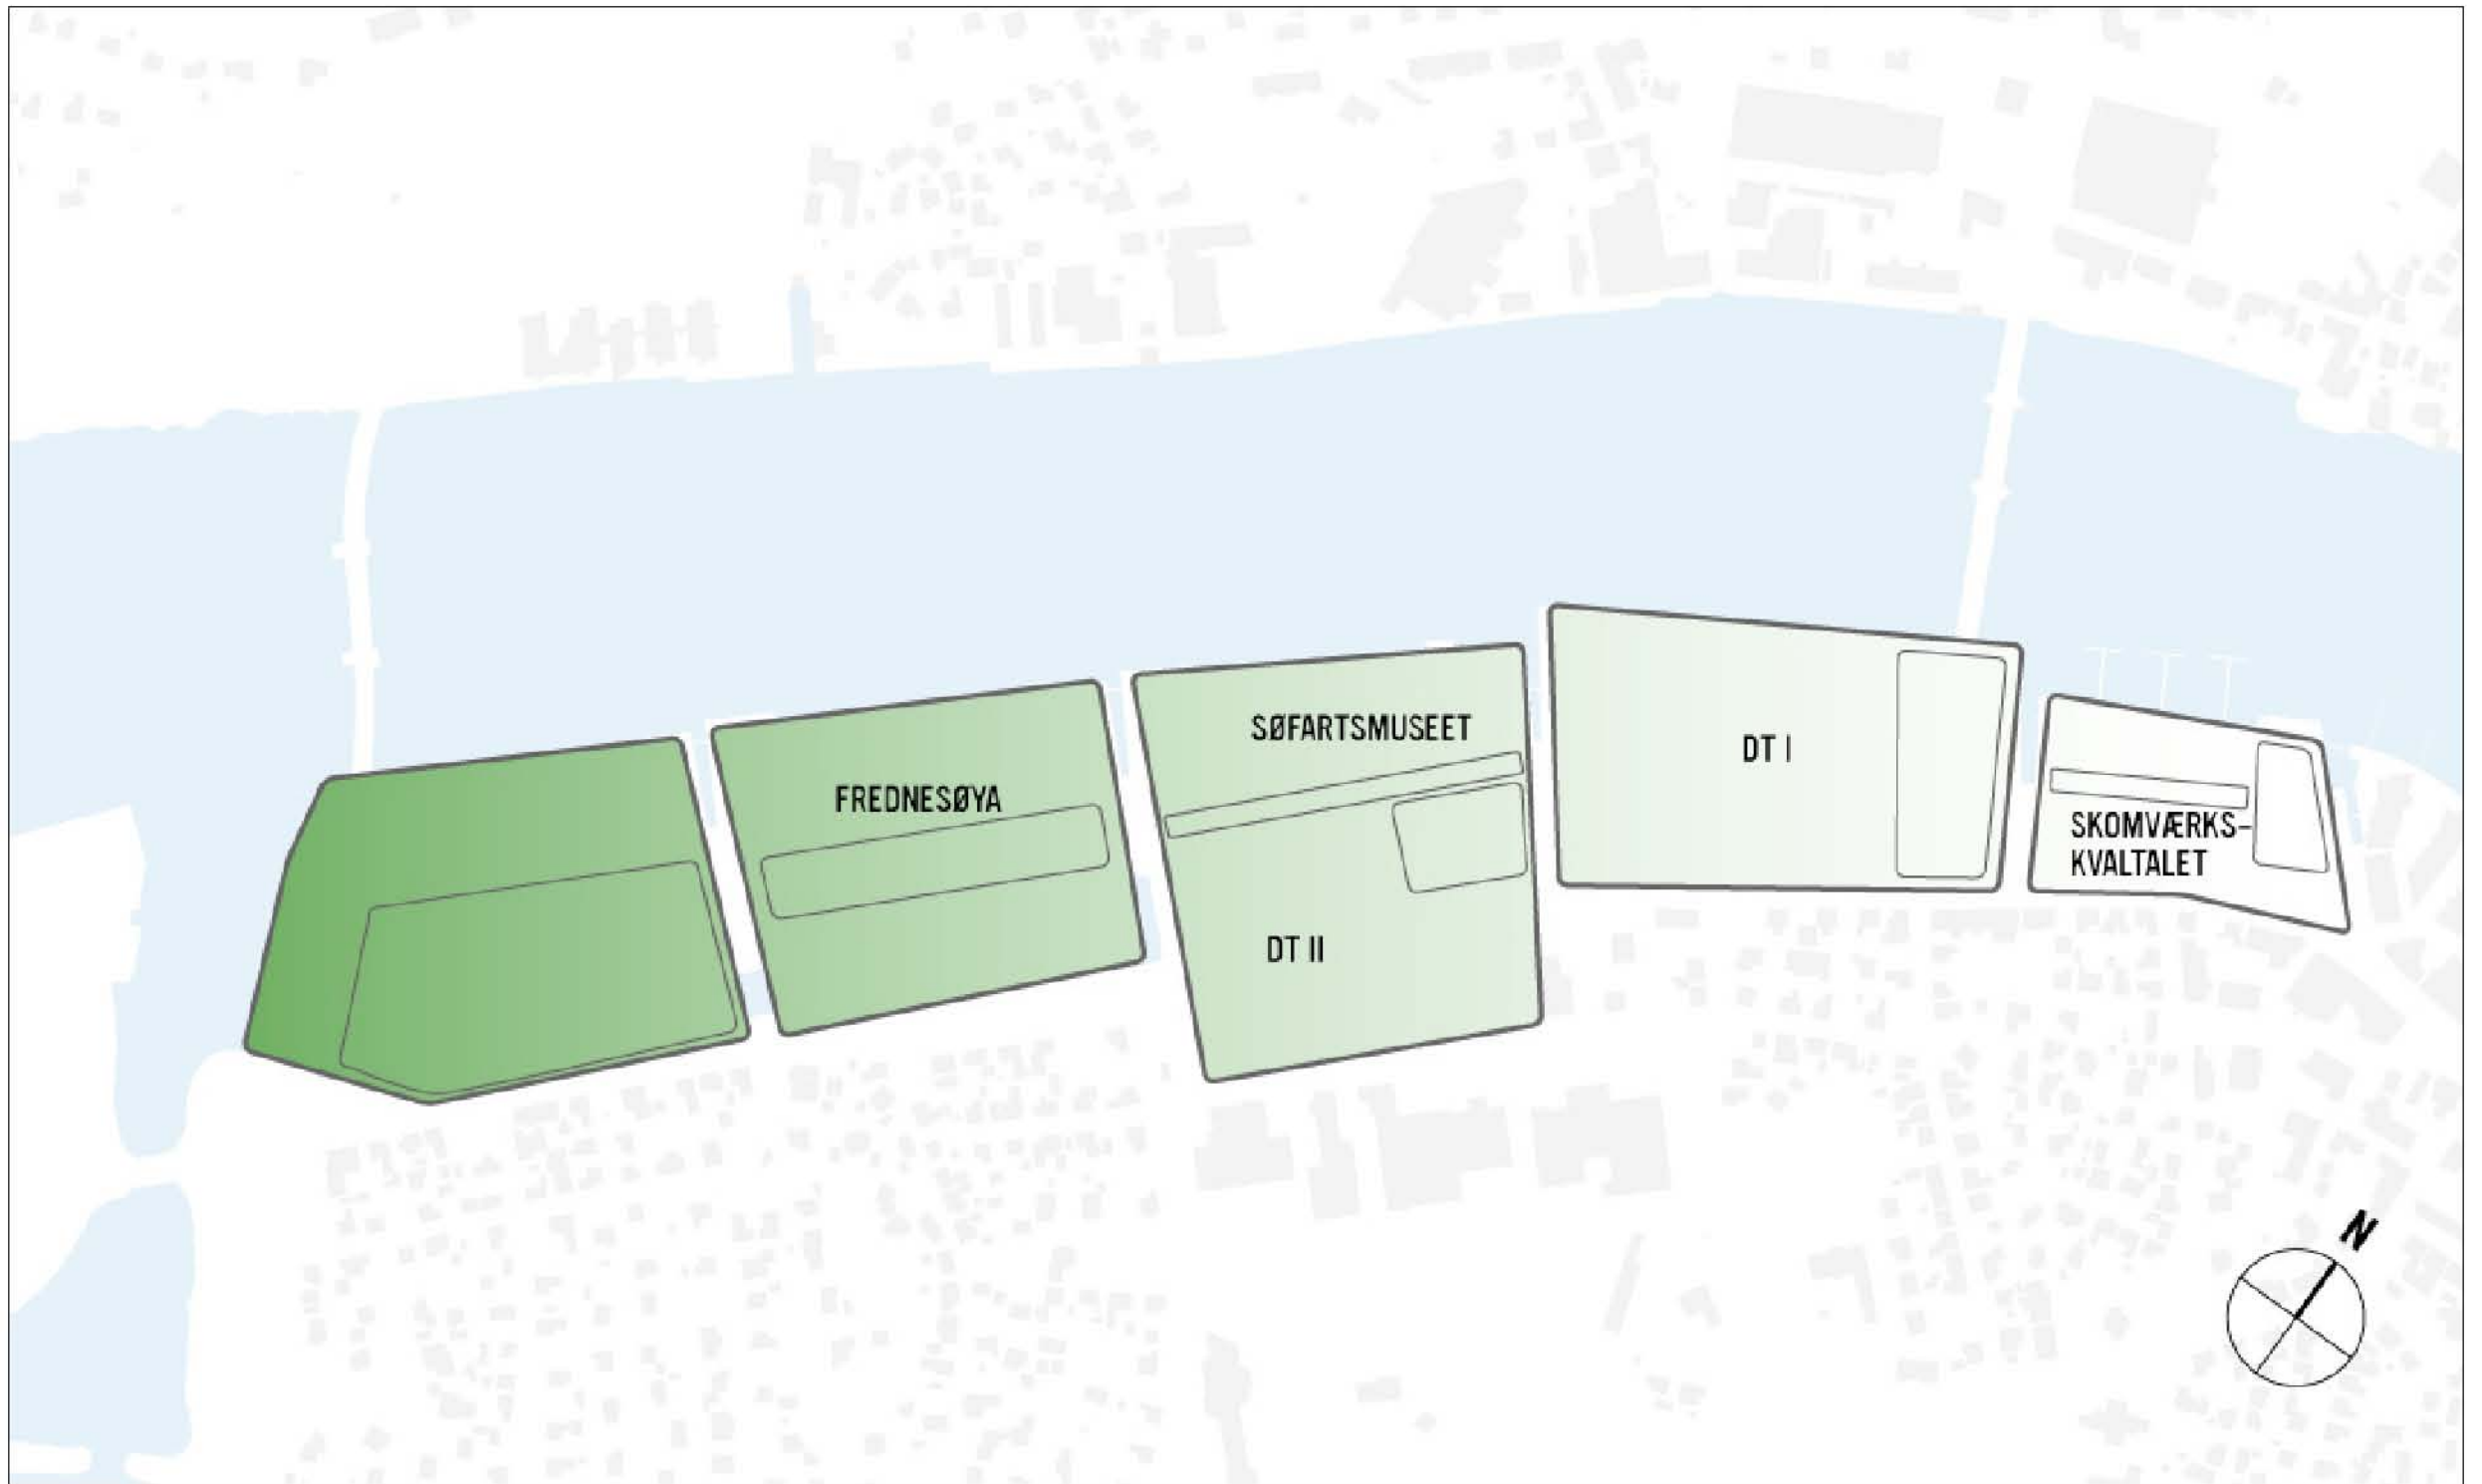 FREDNESØYA
SØFARTSMUSEET
DT II
DT I
SKOMVÆRKS-
KVALTALET
N